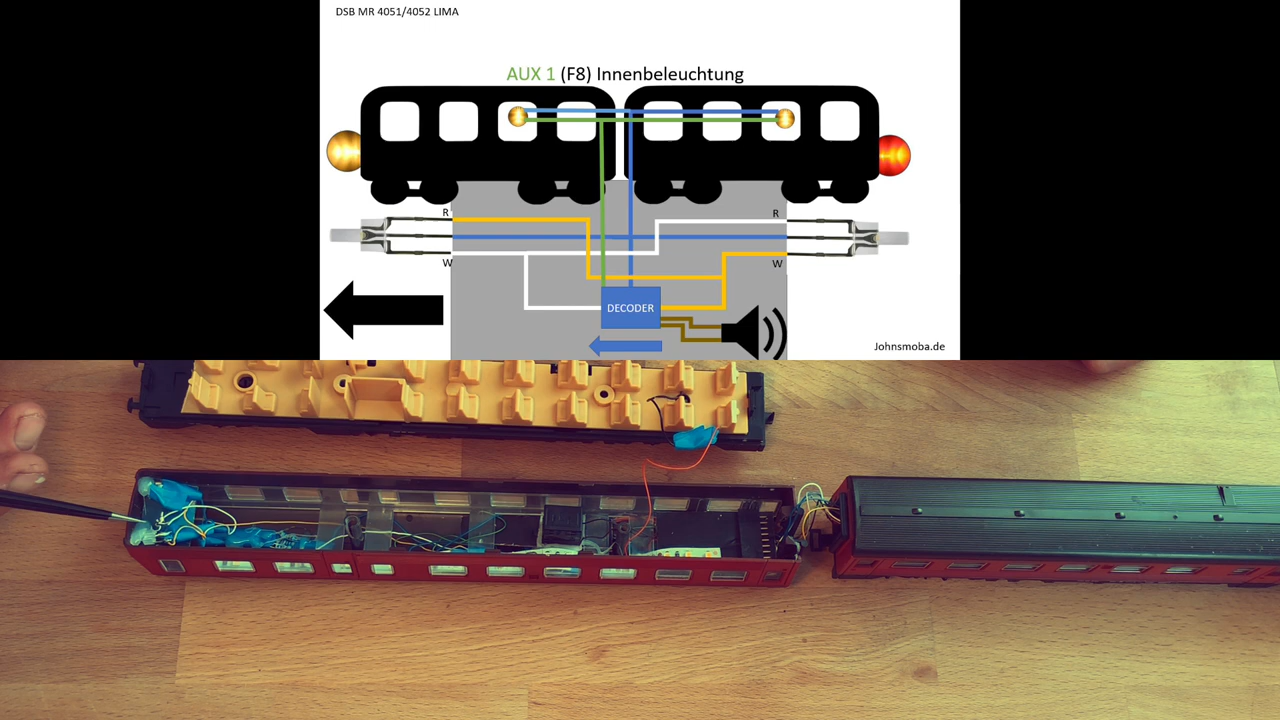 DSB MR 4051/4052 LIMA
AUX 1 (F8) Innenbeleuchtung
R
R
W
W
DECODER
Johnsmoba.de